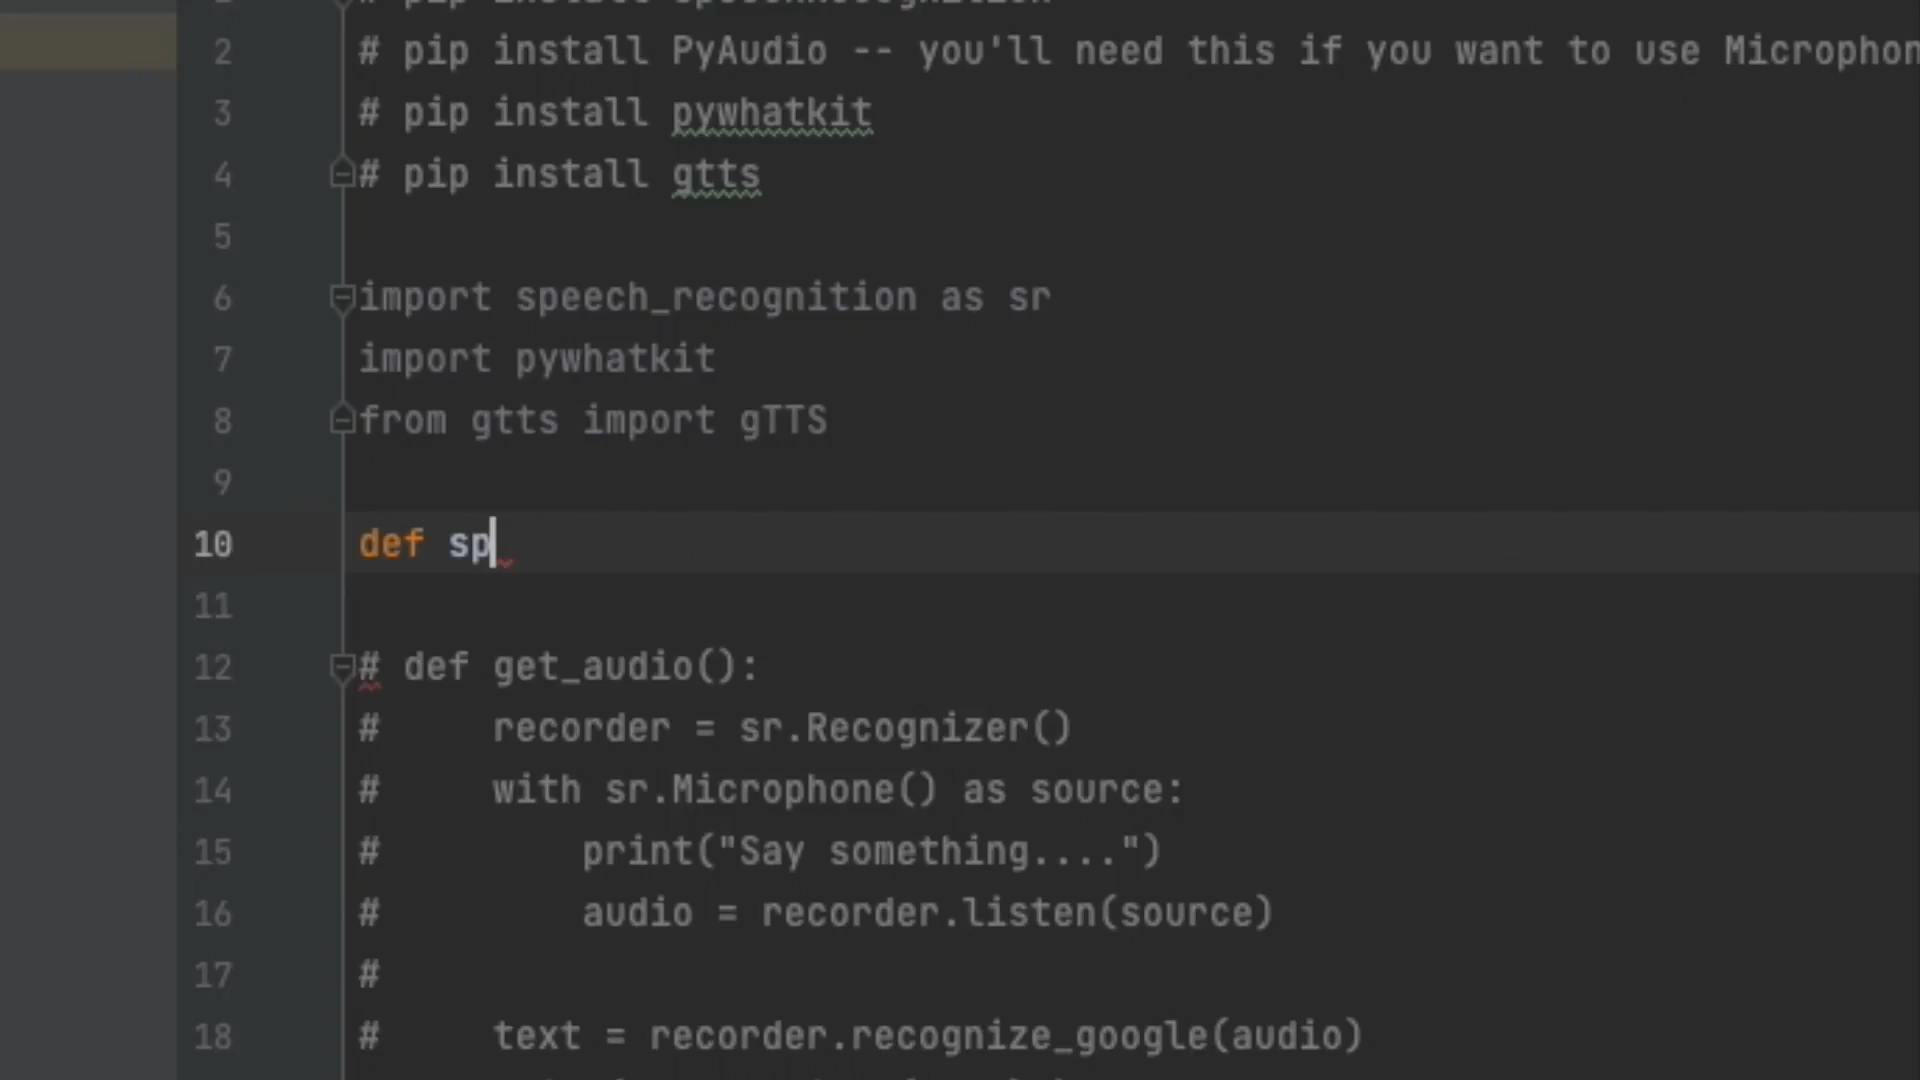 2 # pip install PyAudio -- you'll need this if you want to use
3 # pip install pywhatkit
4 # pip install gtts
5
6 import speech_recognition as sr
7 import pywhatkit
8 from gtts import gTTS
9
10 def sp
11
12 # def get_audio():
13 #     recorder = sr.Recognizer()
14 #     with sr.Microphone() as source:
15 #         print("Say something....")
16 #         audio = recorder.listen(source)
17 #
18 #     text = recorder.recognize_google(audio)